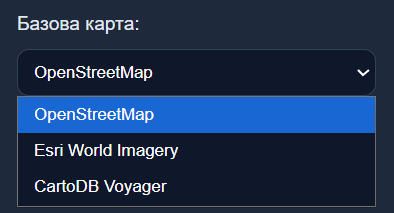 Базова карта:
OpenStreetMap
OpenStreetMap
Esri World Imagery
CartoDB Voyager